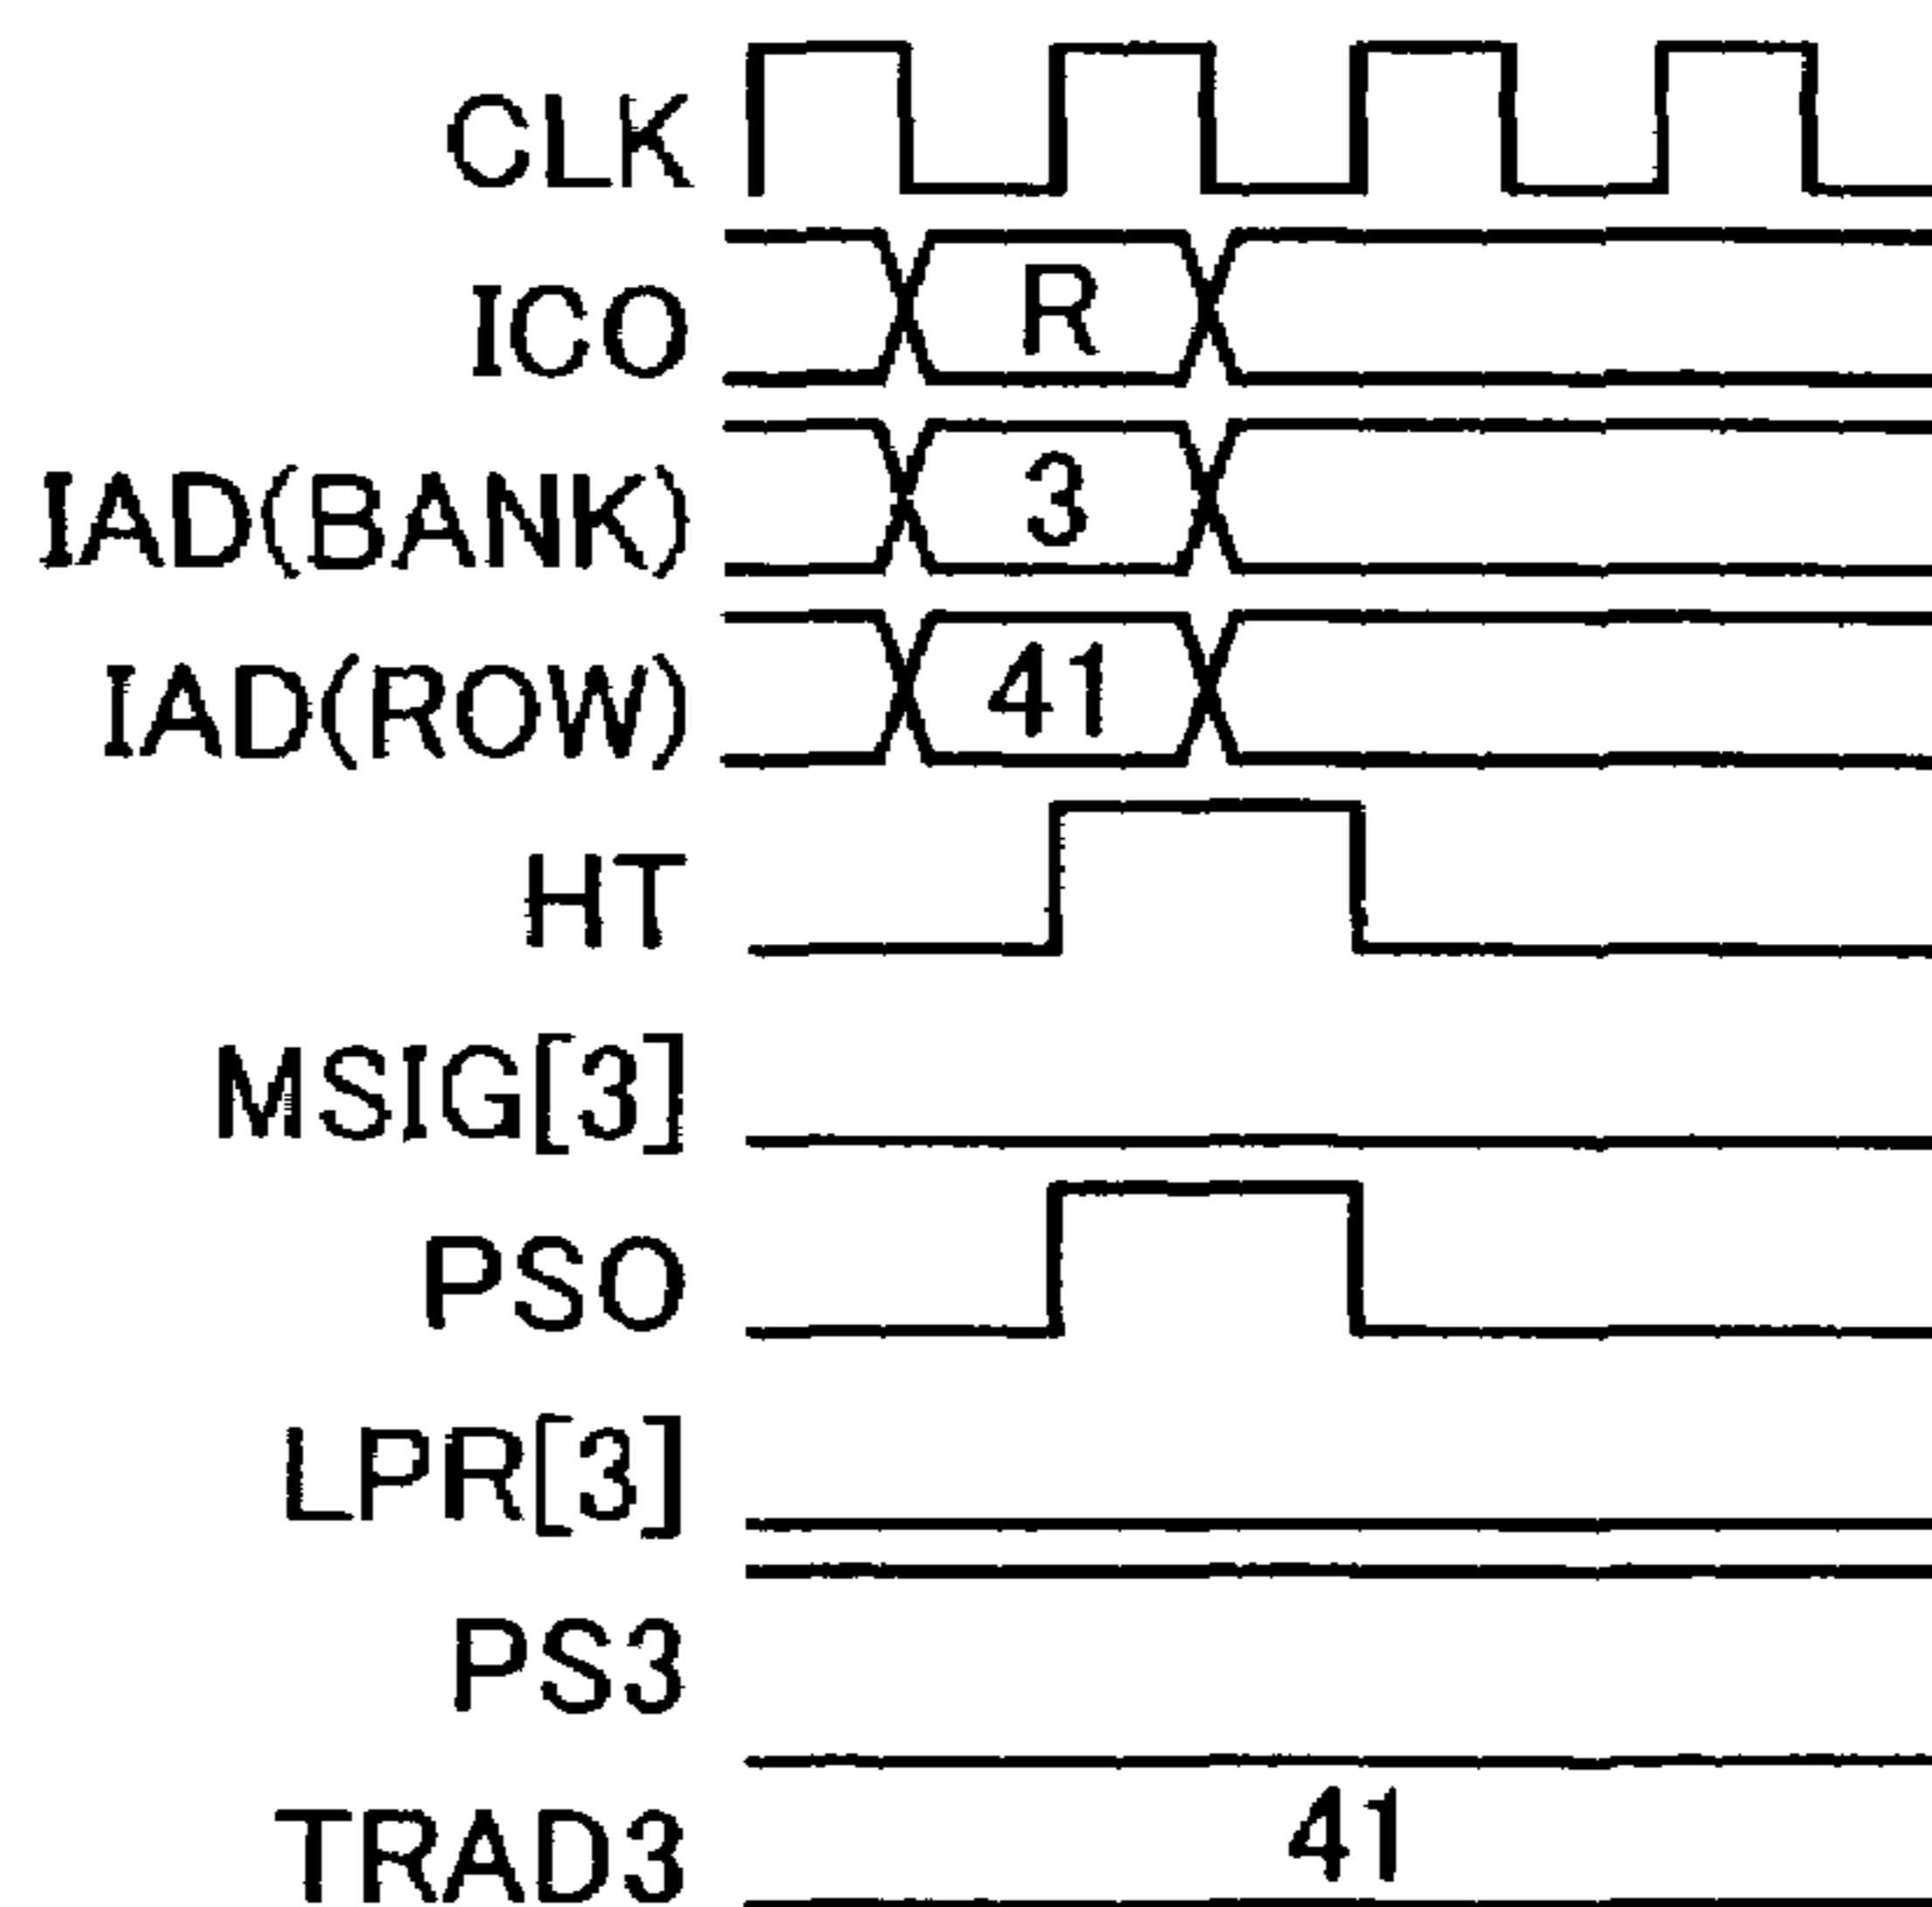 CLK
ICO R
IAD(BANK) 3
IAD(ROW) 41
HT
MSIG[3]
PSO
LPR[3]
PS3
TRAD3 41